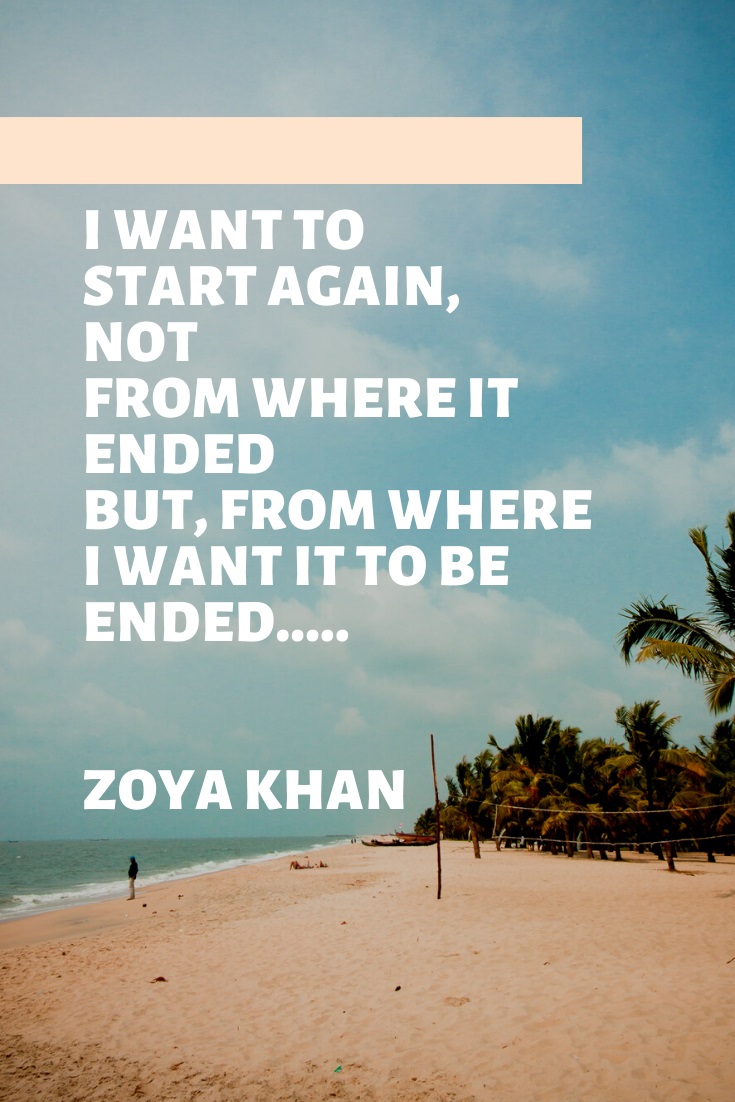 I WANT TO
START AGAIN,
NOT
FROM WHERE IT
ENDED
BUT, FROM WHERE
I WANT IT TO BE
ENDED.....
ZOYA KHAN